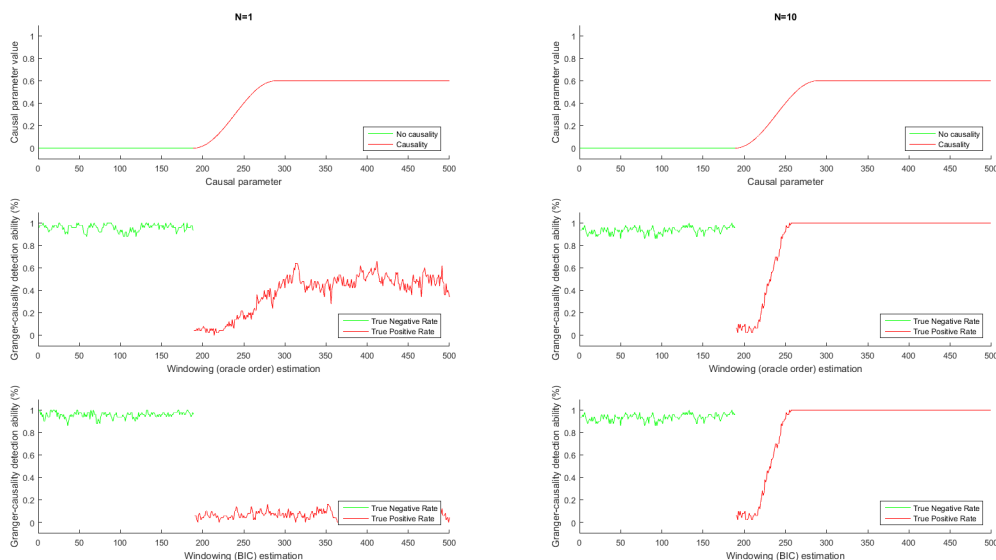 N=1
Causal parameter value
1
0.8
0.6
0.4
0.2
0
0 50 100 150 200 250 300 350 400 450 500
No causality
Causality
Causal parameter
N=10
Causal parameter value
1
0.8
0.6
0.4
0.2
0
0 50 100 150 200 250 300 350 400 450 500
No causality
Causality
Causal parameter
Granger-causality detection ability (%)
1
0.8
0.6
0.4
0.2
0
0 50 100 150 200 250 300 350 400 450 500
True Negative Rate
True Positive Rate
Windowing (oracle order) estimation
Granger-causality detection ability (%)
1
0.8
0.6
0.4
0.2
0
0 50 100 150 200 250 300 350 400 450 500
True Negative Rate
True Positive Rate
Windowing (oracle order) estimation
Granger-causality detection ability (%)
1
0.8
0.6
0.4
0.2
0
0 50 100 150 200 250 300 350 400 450 500
True Negative Rate
True Positive Rate
Windowing (BIC) estimation
Granger-causality detection ability (%)
1
0.8
0.6
0.4
0.2
0
0 50 100 150 200 250 300 350 400 450 500
True Negative Rate
True Positive Rate
Windowing (BIC) estimation